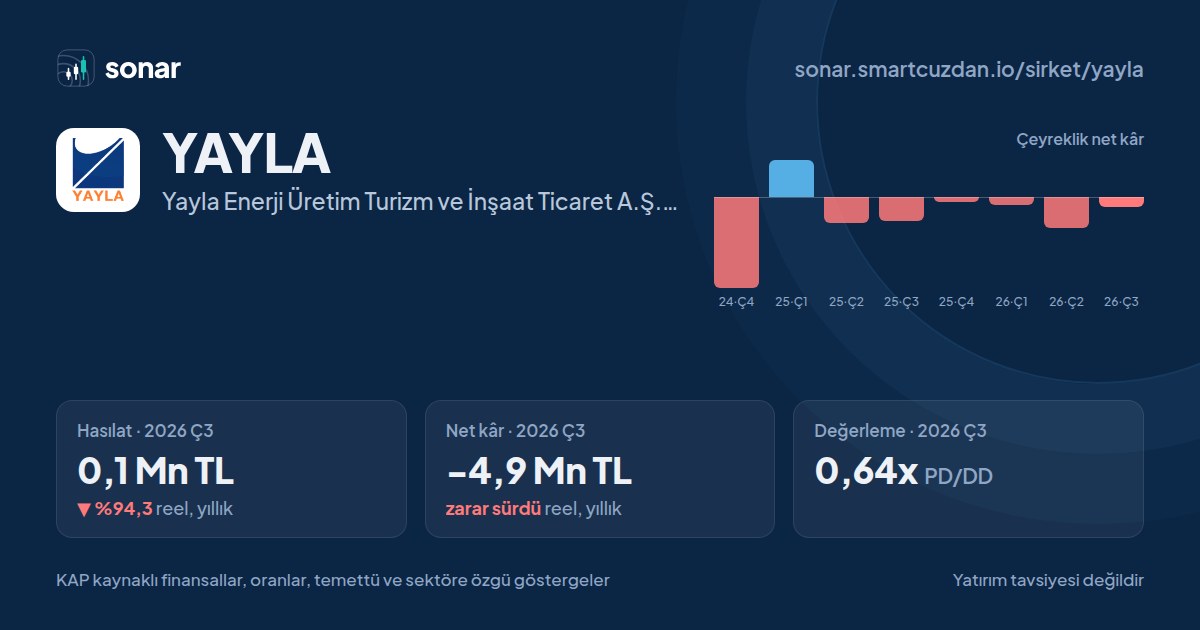 sonar
sonar.smartcuzdan.io/sirket/yayla
YAYLA
YAYLA
Yayla Enerji Üretim Turizm ve İnşaat Ticaret A.Ş.…
Çeyreklik net kâr
24·Ç4 25·Ç1 25·Ç2 25·Ç3 25·Ç4 26·Ç1 26·Ç2 26·Ç3
Hasılat · 2026 Ç3
0,1 Mn TL
▼ %94,3 reel, yıllık
Net kâr · 2026 Ç3
−4,9 Mn TL
zarar sürdü reel, yıllık
Değerleme · 2026 Ç3
0,64x PD/DD
KAP kaynaklı finansallar, oranlar, temettü ve sektöre özgü göstergeler
Yatırım tavsiyesi değildir